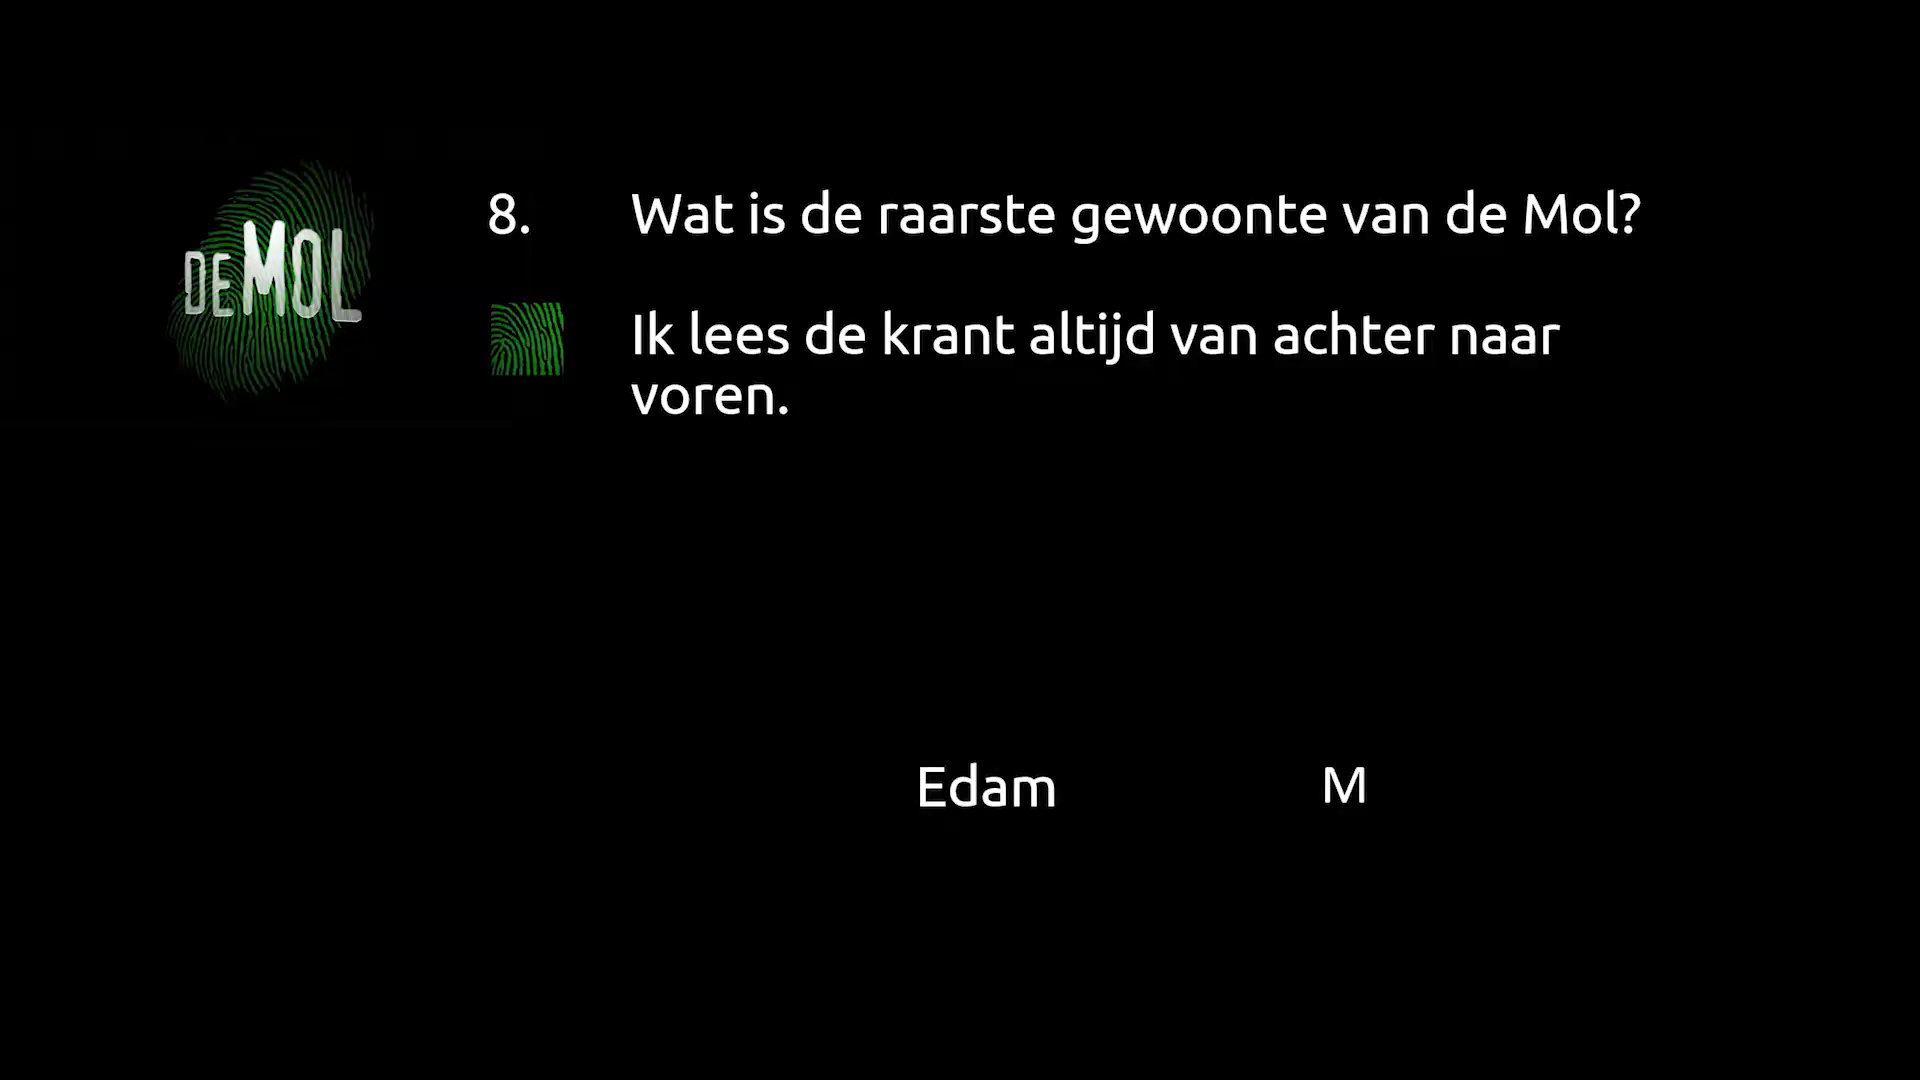 DE MOL
8. Wat is de raarste gewoonte van de Mol?
Ik lees de krant altijd van achter naar
voren.
Edam M